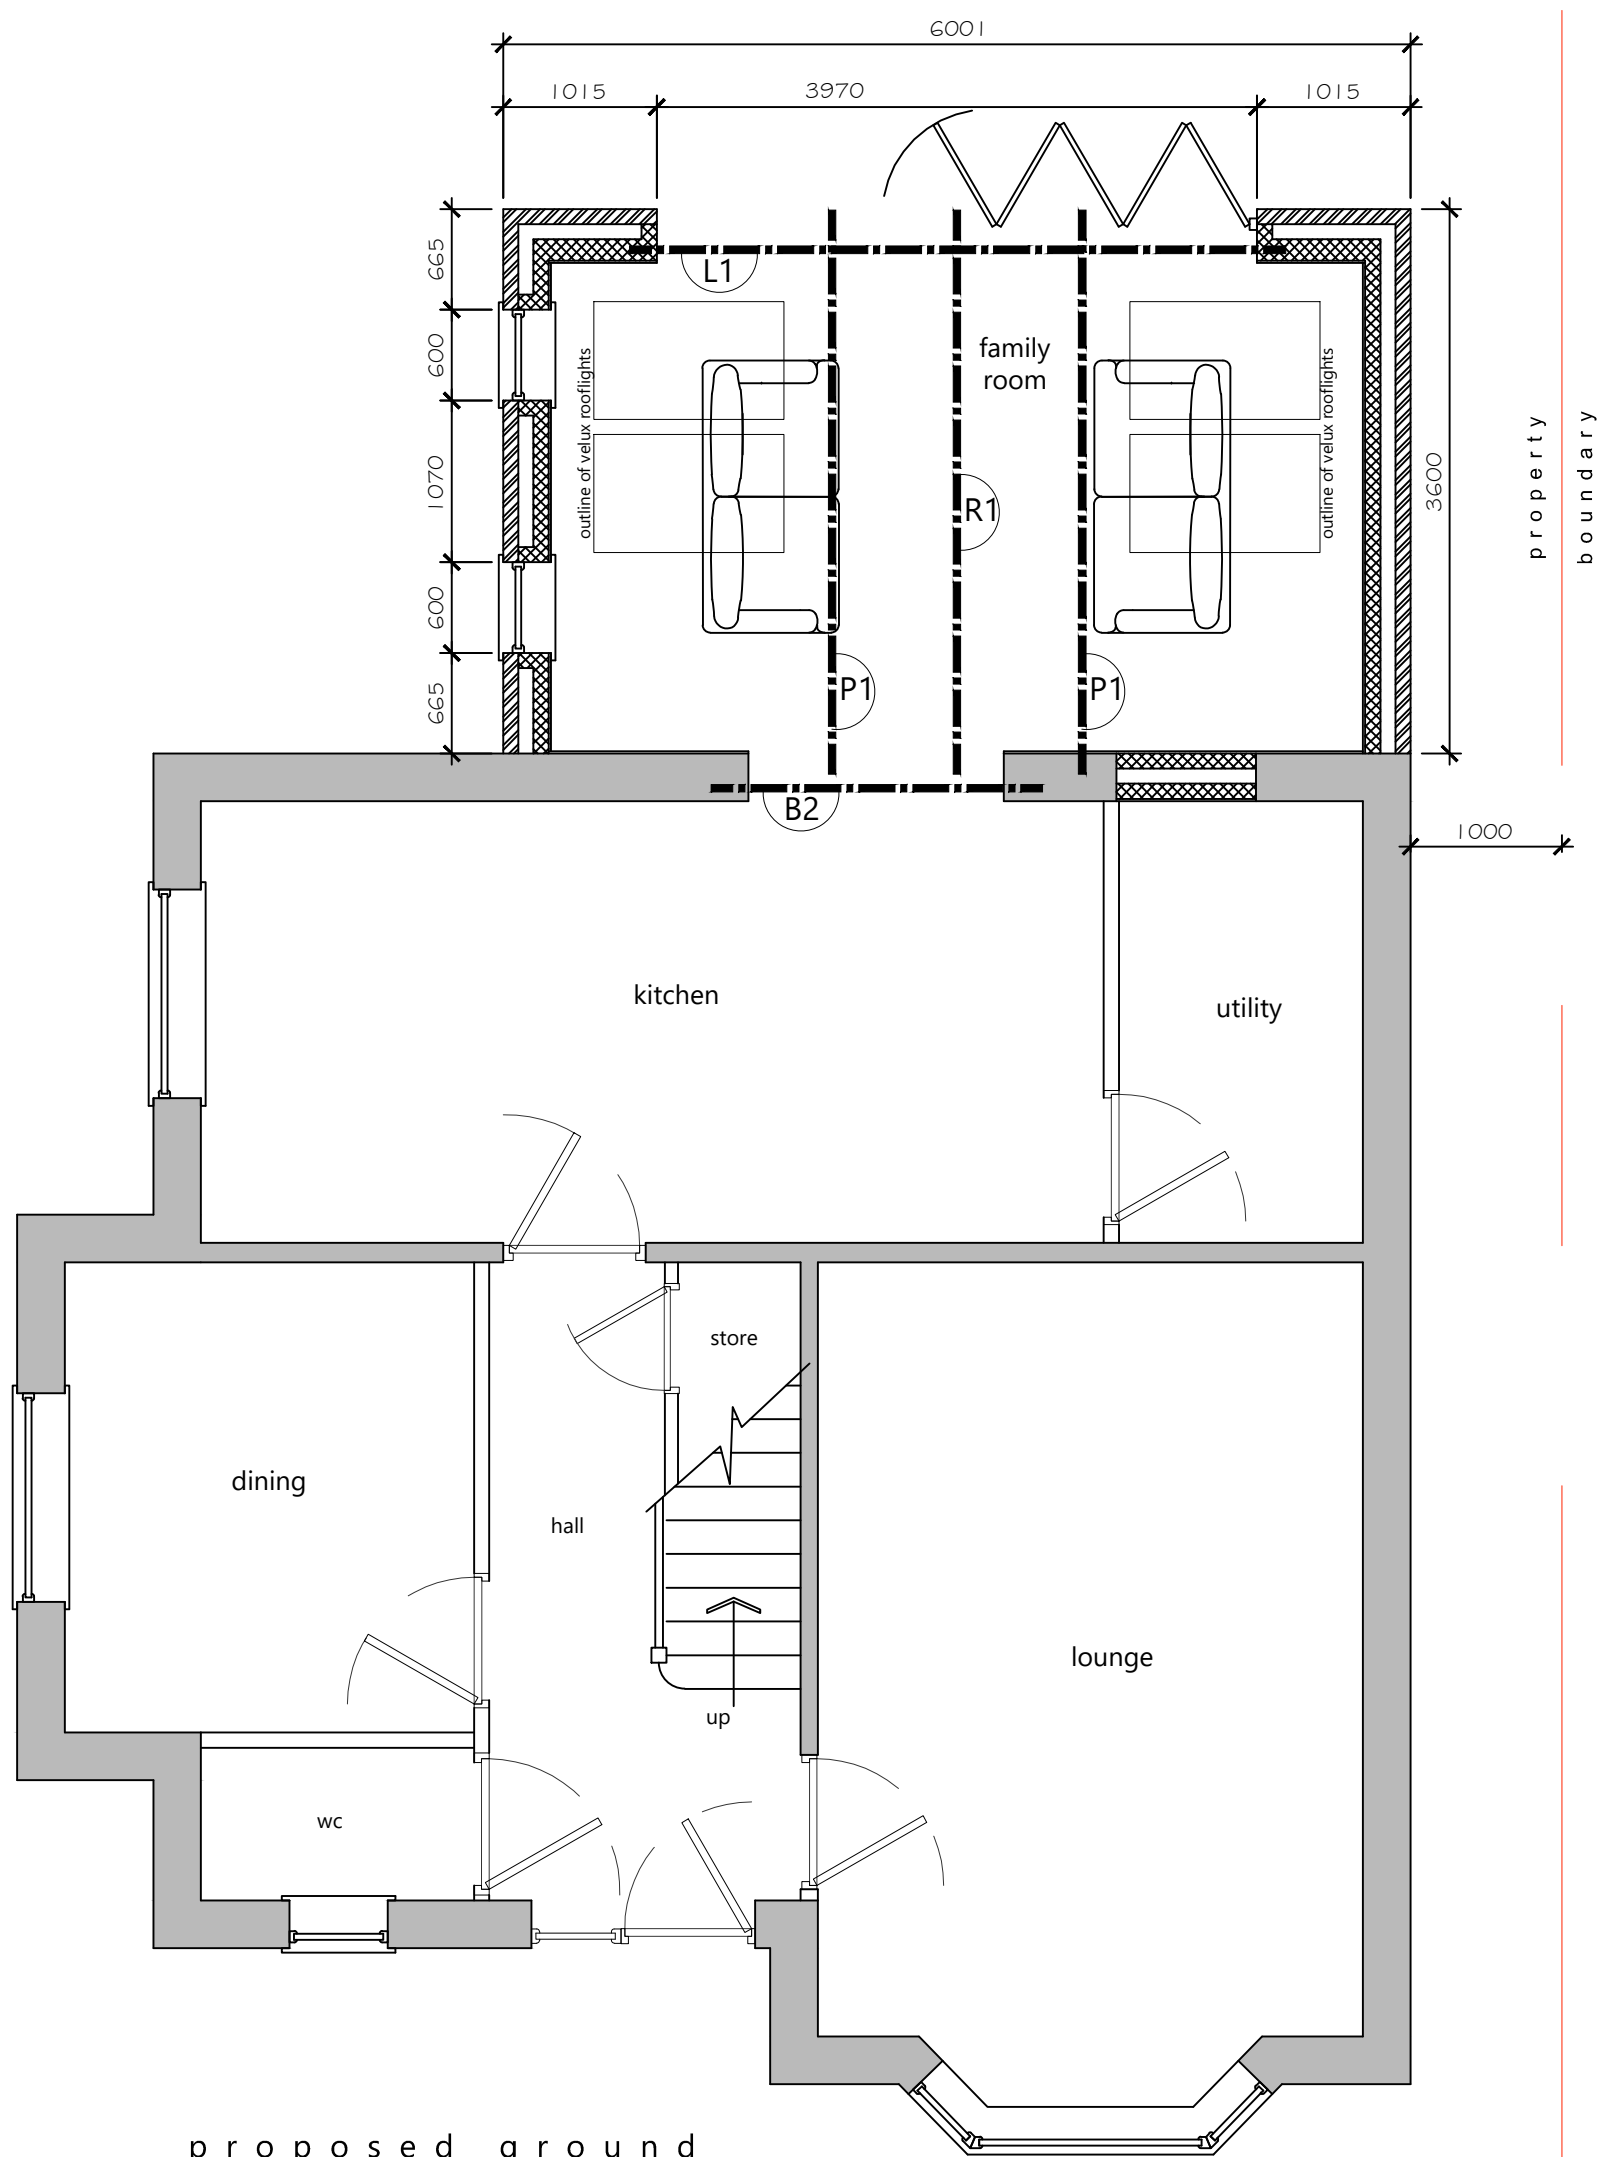 6001
1015
3970
1015
L1
665
600
1070
600
665
outline of velux rooflights
family
room
outline of velux rooflights
R1
P1
P1
3600
property
boundary
B2
1000
kitchen
utility
store
dining
hall
up
lounge
wc
proposed ground